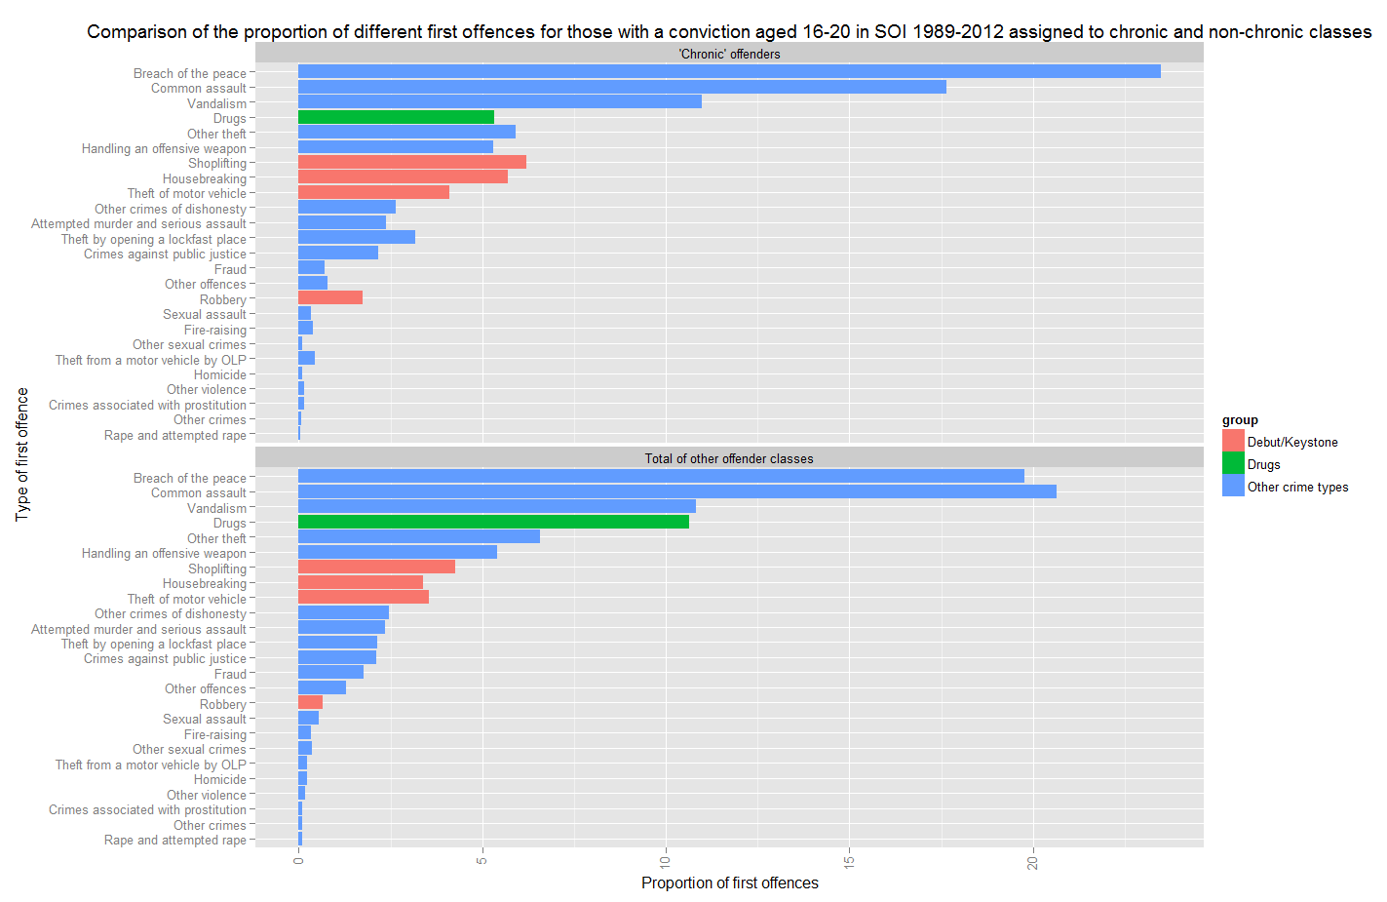 Comparison of the proportion of different first offences for those with a conviction aged 16-20 in SOI 1989-2012 assigned to chronic and non-chronic classes
'Chronic' offenders
Breach of the peace
Common assault
Vandalism
Drugs
Other theft
Handling an offensive weapon
Shoplifting
Housebreaking
Theft of motor vehicle
Other crimes of dishonesty
Attempted murder and serious assault
Theft by opening a lockfast place
Crimes against public justice
Fraud
Other offences
Robbery
Sexual assault
Fire-raising
Other sexual crimes
Theft from a motor vehicle by OLP
Homicide
Other violence
Crimes associated with prostitution
Other crimes
Rape and attempted rape
Type of first offence
Total of other offender classes
Breach of the peace
Common assault
Vandalism
Drugs
Other theft
Handling an offensive weapon
Shoplifting
Housebreaking
Theft of motor vehicle
Other crimes of dishonesty
Attempted murder and serious assault
Theft by opening a lockfast place
Crimes against public justice
Fraud
Other offences
Robbery
Sexual assault
Fire-raising
Other sexual crimes
Theft from a motor vehicle by OLP
Homicide
Other violence
Crimes associated with prostitution
Other crimes
Rape and attempted rape
0
5
10
15
20
Proportion of first offences
group
Debut/Keystone
Drugs
Other crime types